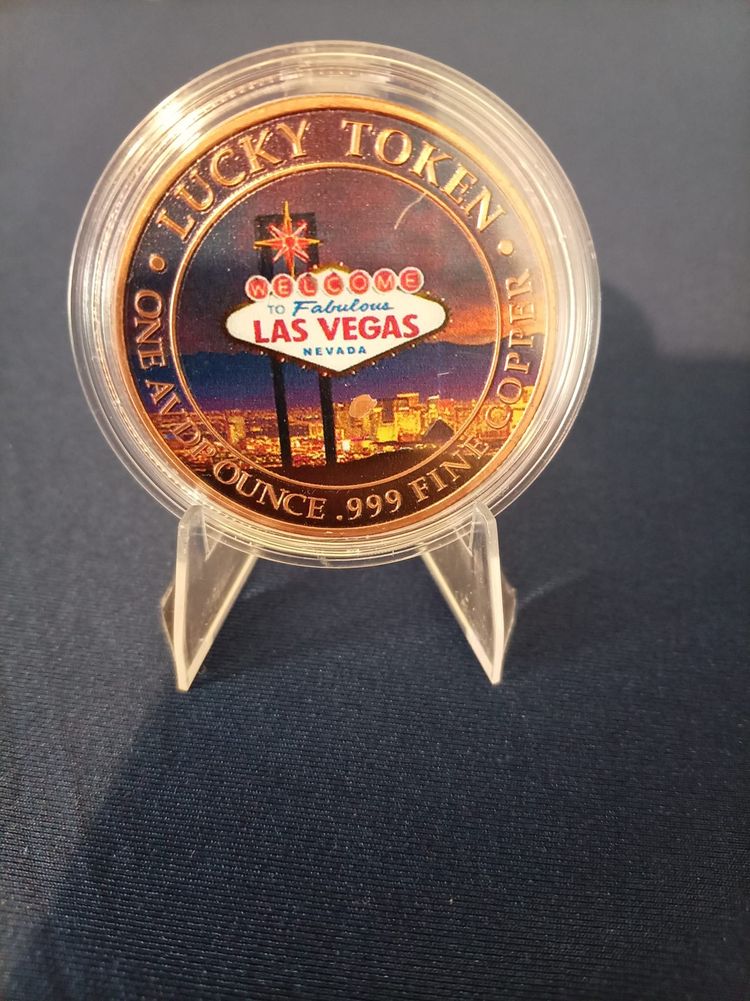 LUCKY TOKEN
WELCOME
TO Fabulous
LAS VEGAS
NEVADA
ONE AVDP OUNCE .999 FINE COPPER